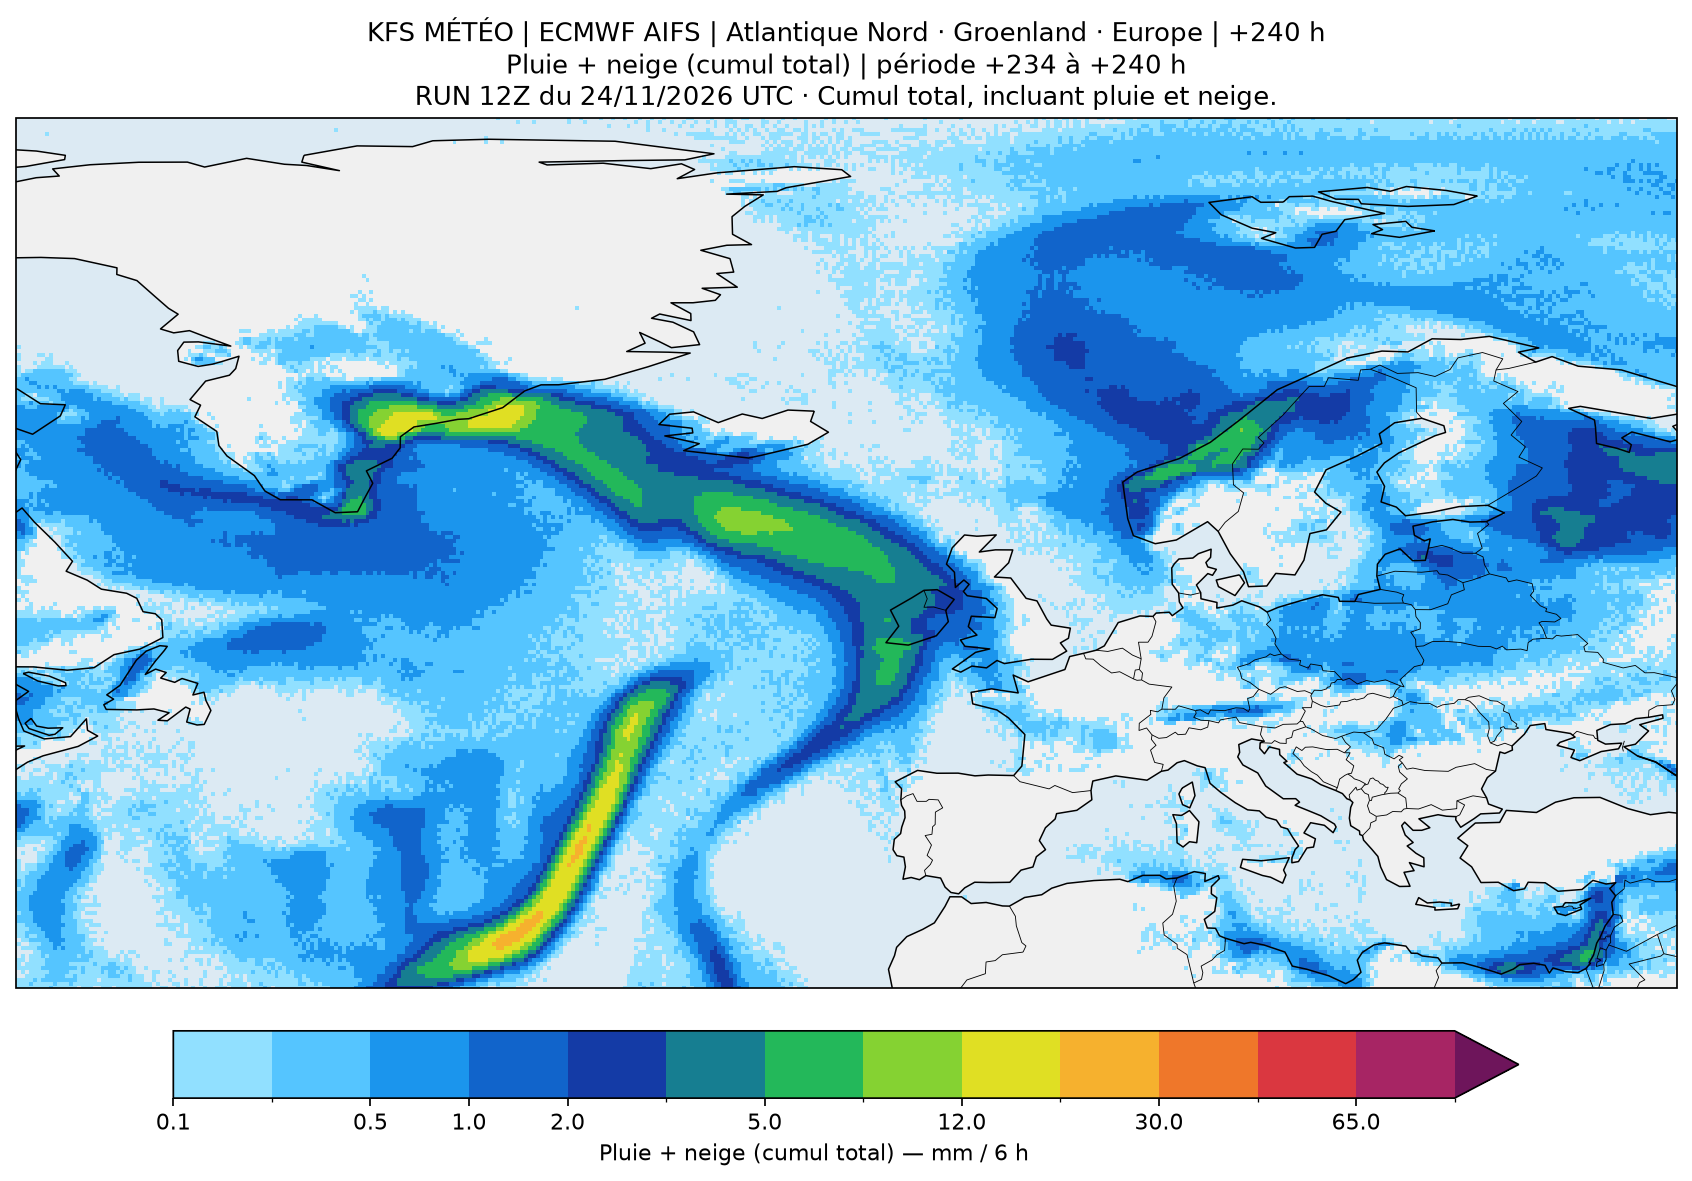 KFS MÉTÉO | ECMWF AIFS | Atlantique Nord · Groenland · Europe | +240 h
Pluie + neige (cumul total) | période +234 à +240 h
RUN 12Z du 24/11/2026 UTC · Cumul total, incluant pluie et neige.
0.1 0.5 1.0 2.0 5.0 12.0 30.0 65.0
Pluie + neige (cumul total) — mm / 6 h